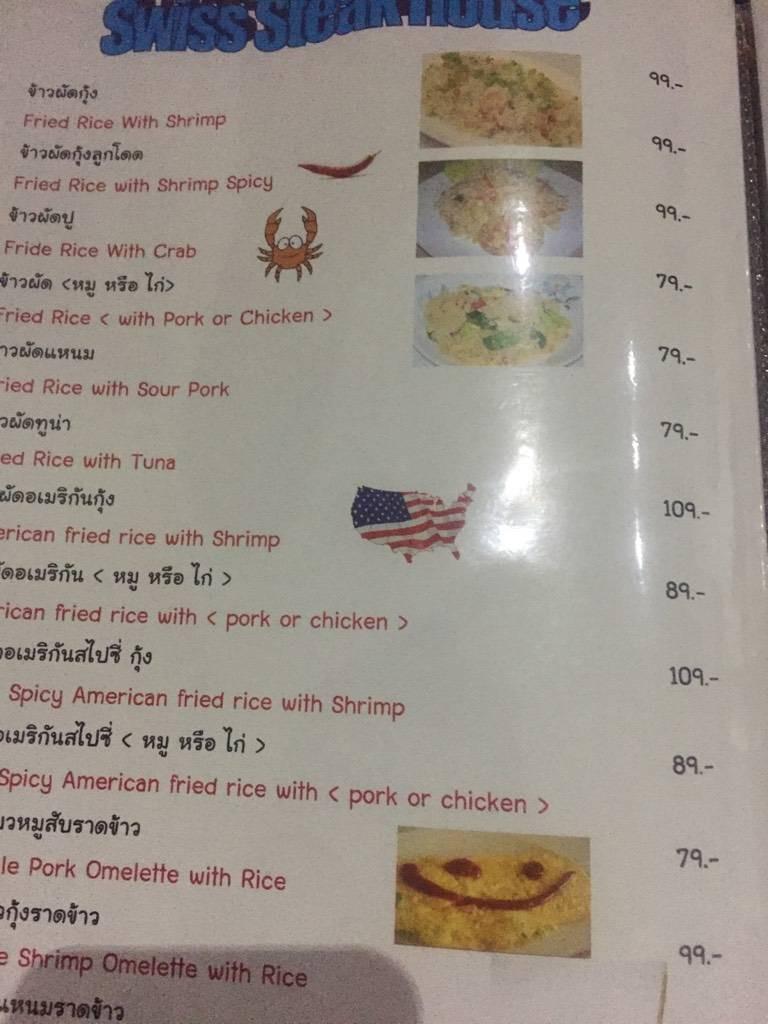 Swiss Steak House
ข้าวผัดกุ้ง 99.-
Fried Rice With Shrimp
ข้าวผัดกุ้งลูกโดด 99.-
Fried Rice with Shrimp Spicy
ข้าวผัดปู 99.-
Fride Rice With Crab
ข้าวผัด <หมู หรือ ไก่> 79.-
Fried Rice < with Pork or Chicken >
าวผัดแหนม 79.-
ried Rice with Sour Pork
วผัดทูน่า 79.-
ed Rice with Tuna
ผัดอเมริกันกุ้ง 109.-
erican fried rice with Shrimp
ัดอเมริกัน < หมู หรือ ไก่ > 89.-
rican fried rice with < pork or chicken >
อเมริกันสไปซี่ กุ้ง 109.-
Spicy American fried rice with Shrimp
อเมริกันสไปซี่ < หมู หรือ ไก่ > 89.-
Spicy American fried rice with < pork or chicken >
ยวหมูสับราดข้าว 79.-
le Pork Omelette with Rice
วกุ้งราดข้าว 99.-
e Shrimp Omelette with Rice
แหนมราดข้าว